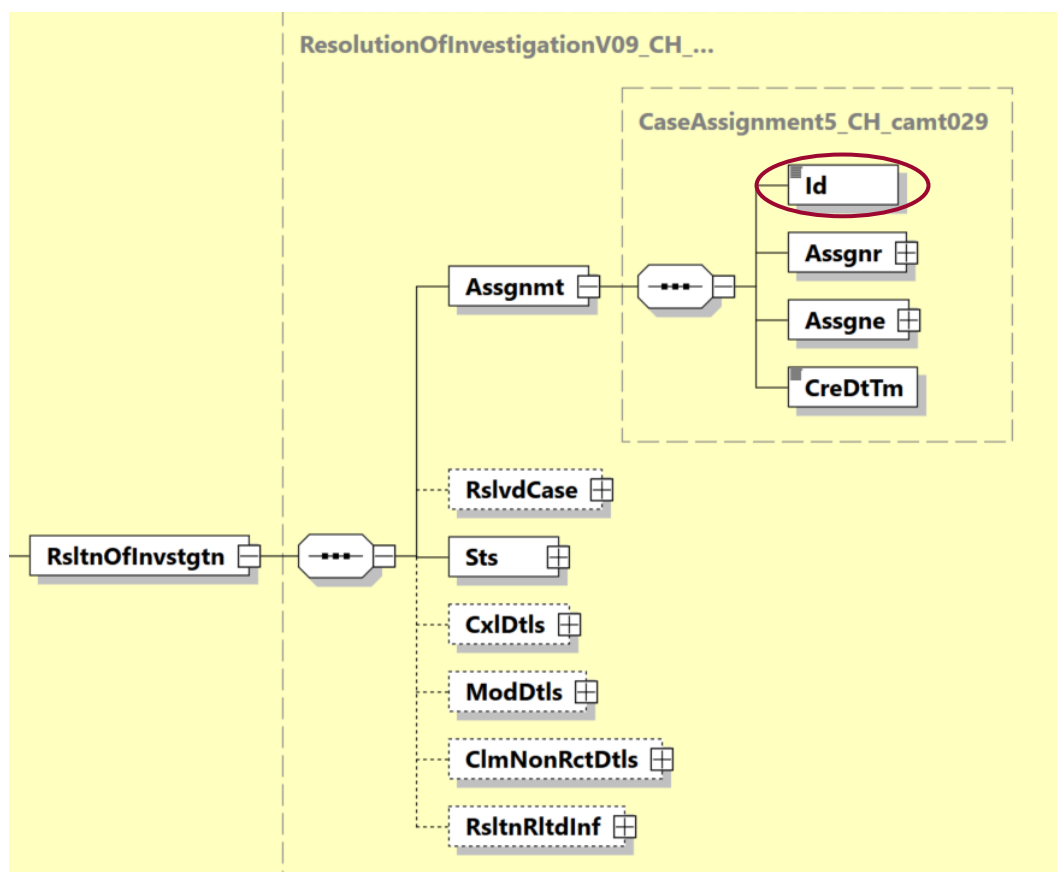 ResolutionOfInvestigationV09_CH_...
CaseAssignment5_CH_camt029
Id
Assgnr
Assgne
CreDtTm
Assgnmt
RslvdCase
Sts
CxlDtls
ModDtls
ClmNonRctDtls
RsltnRltdInf
RsltnOfInvstgtn